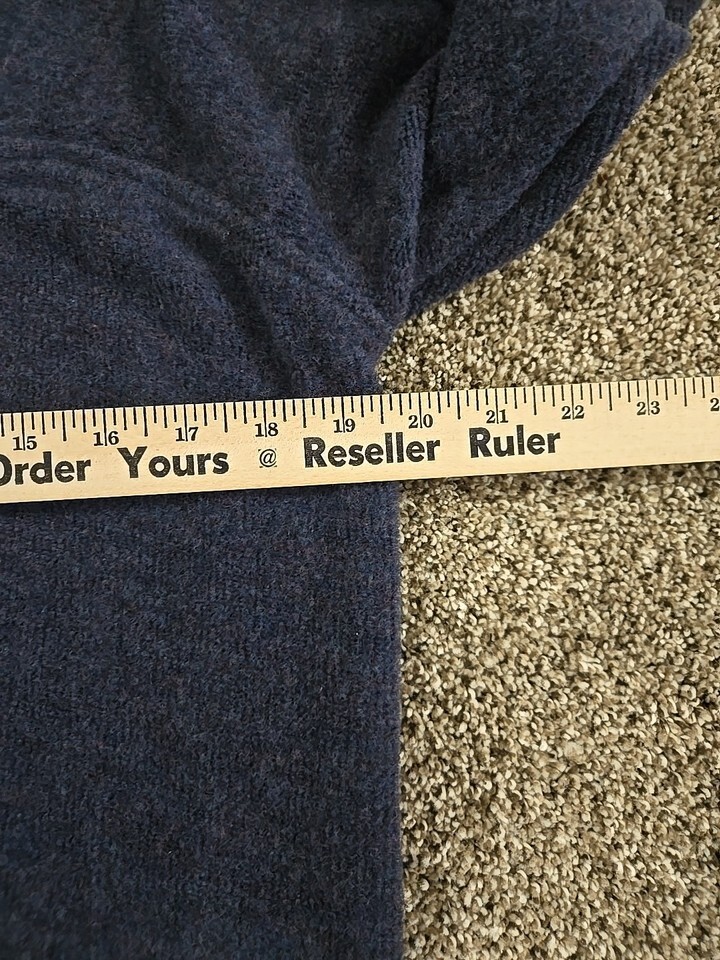 15 16 17 18 19 20 21 22 23
Order Yours @ Reseller Ruler